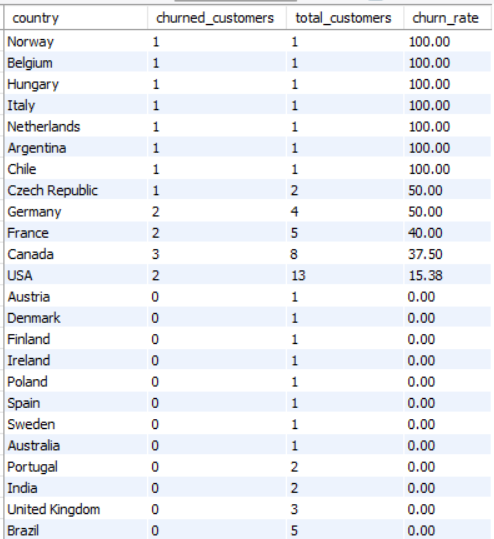 country churned_customers total_customers churn_rate
Norway 1 1 100.00
Belgium 1 1 100.00
Hungary 1 1 100.00
Italy 1 1 100.00
Netherlands 1 1 100.00
Argentina 1 1 100.00
Chile 1 1 100.00
Czech Republic 1 2 50.00
Germany 2 4 50.00
France 2 5 40.00
Canada 3 8 37.50
USA 2 13 15.38
Austria 0 1 0.00
Denmark 0 1 0.00
Finland 0 1 0.00
Ireland 0 1 0.00
Poland 0 1 0.00
Spain 0 1 0.00
Sweden 0 1 0.00
Australia 0 1 0.00
Portugal 0 2 0.00
India 0 2 0.00
United Kingdom 0 3 0.00
Brazil 0 5 0.00